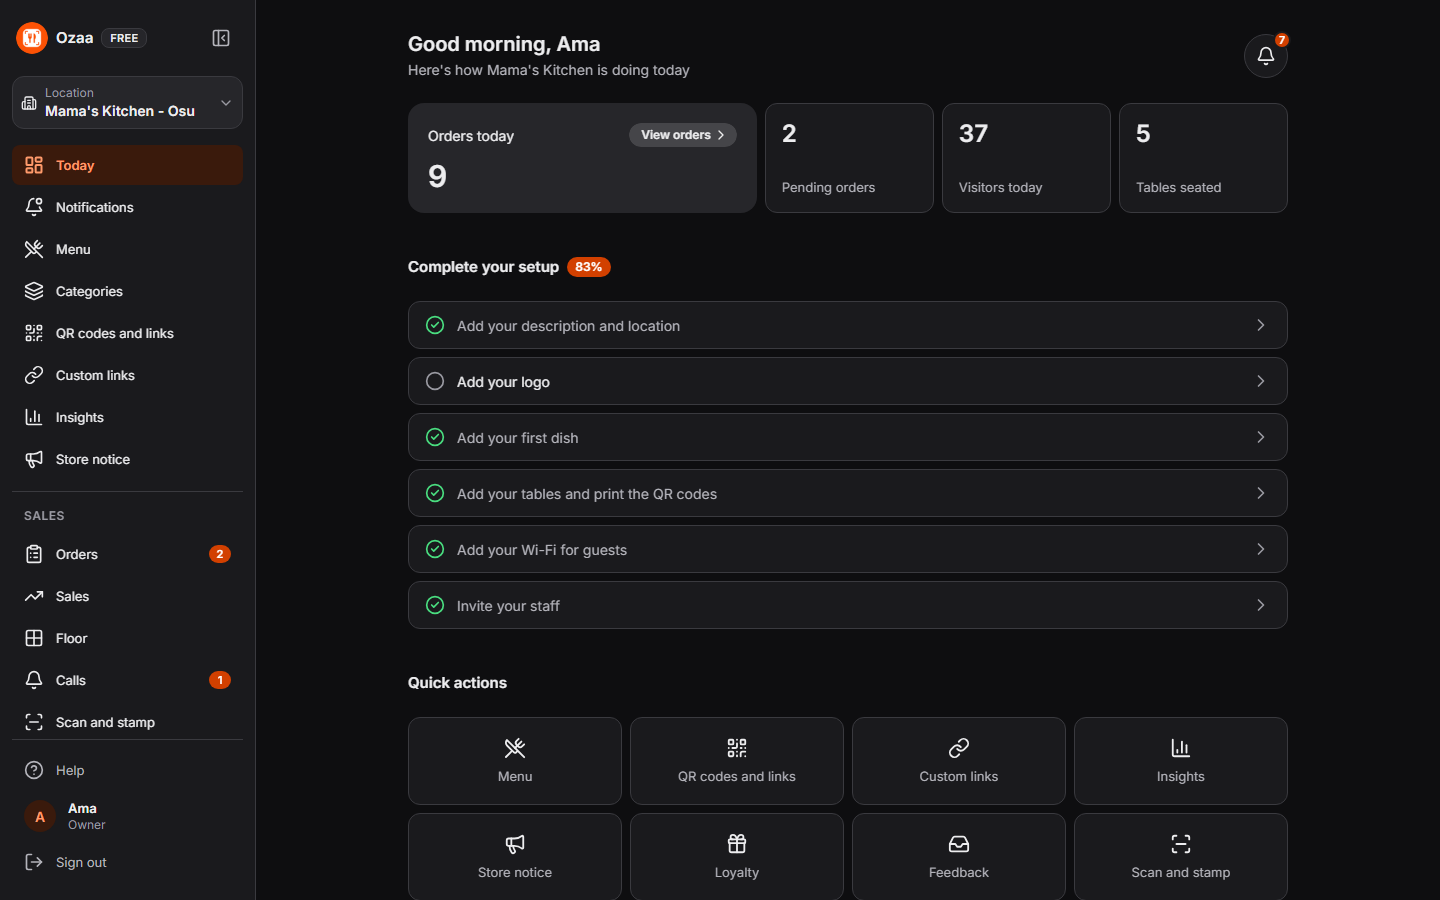 Ozaa
FREE
Location
Mama's Kitchen - Osu
Today
Notifications
Menu
Categories
QR codes and links
Custom links
Insights
Store notice
SALES
Orders
2
Sales
Floor
Calls
1
Scan and stamp
Help
A
Ama
Owner
Sign out
Good morning, Ama
Here's how Mama's Kitchen is doing today
7
Orders today
View orders
9
2
Pending orders
37
Visitors today
5
Tables seated
Complete your setup
83%
Add your description and location
Add your logo
Add your first dish
Add your tables and print the QR codes
Add your Wi-Fi for guests
Invite your staff
Quick actions
Menu
QR codes and links
Custom links
Insights
Store notice
Loyalty
Feedback
Scan and stamp